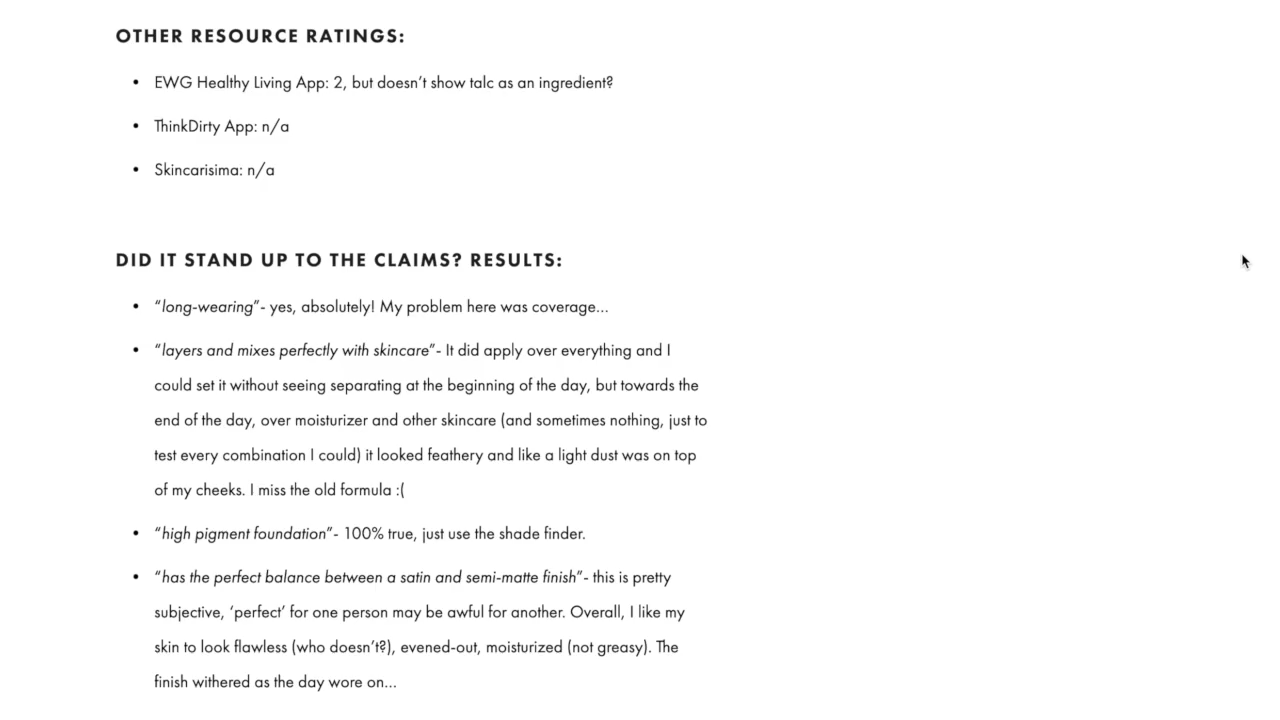 OTHER RESOURCE RATINGS:
• EWG Healthy Living App: 2, but doesn’t show talc as an ingredient?
• ThinkDirty App: n/a
• Skincarisima: n/a
DID IT STAND UP TO THE CLAIMS? RESULTS:
• “long-wearing”- yes, absolutely! My problem here was coverage...
• “layers and mixes perfectly with skincare”- It did apply over everything and I
could set it without seeing separating at the beginning of the day, but towards the
end of the day, over moisturizer and other skincare (and sometimes nothing, just to
test every combination I could) it looked feathery and like a light dust was on top
of my cheeks. I miss the old formula :(
• “high pigment foundation”- 100% true, just use the shade finder.
• “has the perfect balance between a satin and semi-matte finish”- this is pretty
subjective, ‘perfect’ for one person may be awful for another. Overall, I like my
skin to look flawless (who doesn’t?), evened-out, moisturized (not greasy). The
finish withered as the day wore on...